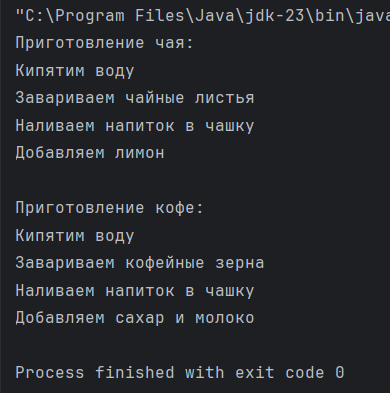 "C:\Program Files\Java\jdk-23\bin\java
Приготовление чая:
Кипятим воду
Завариваем чайные листья
Наливаем напиток в чашку
Добавляем лимон
Приготовление кофе:
Кипятим воду
Завариваем кофейные зерна
Наливаем напиток в чашку
Добавляем сахар и молоко
Process finished with exit code 0